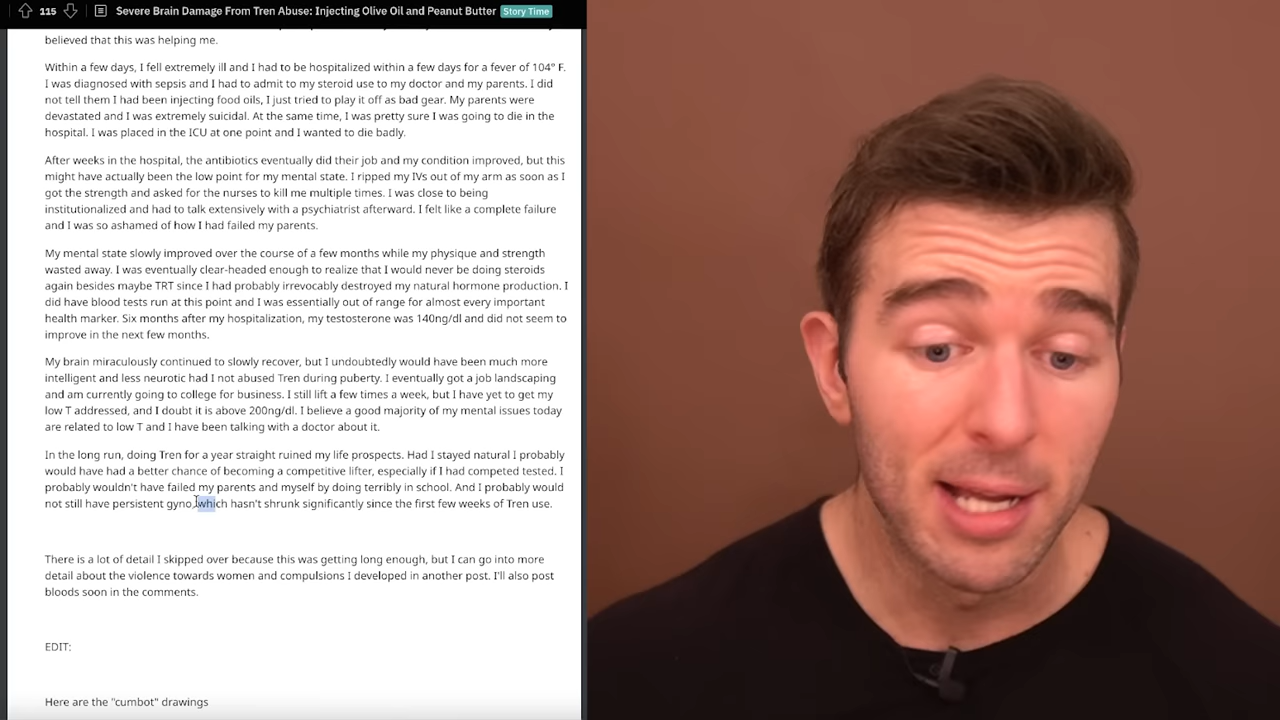 115 Severe Brain Damage From Tren Abuse: Injecting Olive Oil and Peanut Butter Story Time
believed that this was helping me.
Within a few days, I fell extremely ill and I had to be hospitalized within a few days for a fever of 104° F.
I was diagnosed with sepsis and I had to admit to my steroid use to my doctor and my parents. I did
not tell them I had been injecting food oils, I just tried to play it off as bad gear. My parents were
devastated and I was extremely suicidal. At the same time, I was pretty sure I was going to die in the
hospital. I was placed in the ICU at one point and I wanted to die badly.
After weeks in the hospital, the antibiotics eventually did their job and my condition improved, but this
might have actually been the low point for my mental state. I ripped my IVs out of my arm as soon as I
got the strength and asked for the nurses to kill me multiple times. I was close to being
institutionalized and had to talk extensively with a psychiatrist afterward. I felt like a complete failure
and I was so ashamed of how I had failed my parents.
My mental state slowly improved over the course of a few months while my physique and strength
wasted away. I was eventually clear-headed enough to realize that I would never be doing steroids
again besides maybe TRT since I had probably irrevocably destroyed my natural hormone production. I
did have blood tests run at this point and I was essentially out of range for almost every important
health marker. Six months after my hospitalization, my testosterone was 140ng/dl and did not seem to
improve in the next few months.
My brain miraculously continued to slowly recover, but I undoubtedly would have been much more
intelligent and less neurotic had I not abused Tren during puberty. I eventually got a job landscaping
and am currently going to college for business. I still lift a few times a week, but I have yet to get my
low T addressed, and I doubt it is above 200ng/dl. I believe a good majority of my mental issues today
are related to low T and I have been talking with a doctor about it.
In the long run, doing Tren for a year straight ruined my life prospects. Had I stayed natural I probably
would have had a better chance of becoming a competitive lifter, especially if I had competed tested. I
probably wouldn't have failed my parents and myself by doing terribly in school. And I probably would
not still have persistent gyno, which hasn't shrunk significantly since the first few weeks of Tren use.
There is a lot of detail I skipped over because this was getting long enough, but I can go into more
detail about the violence towards women and compulsions I developed in another post. I'll also post
bloods soon in the comments.
EDIT:
Here are the "cumbot" drawings